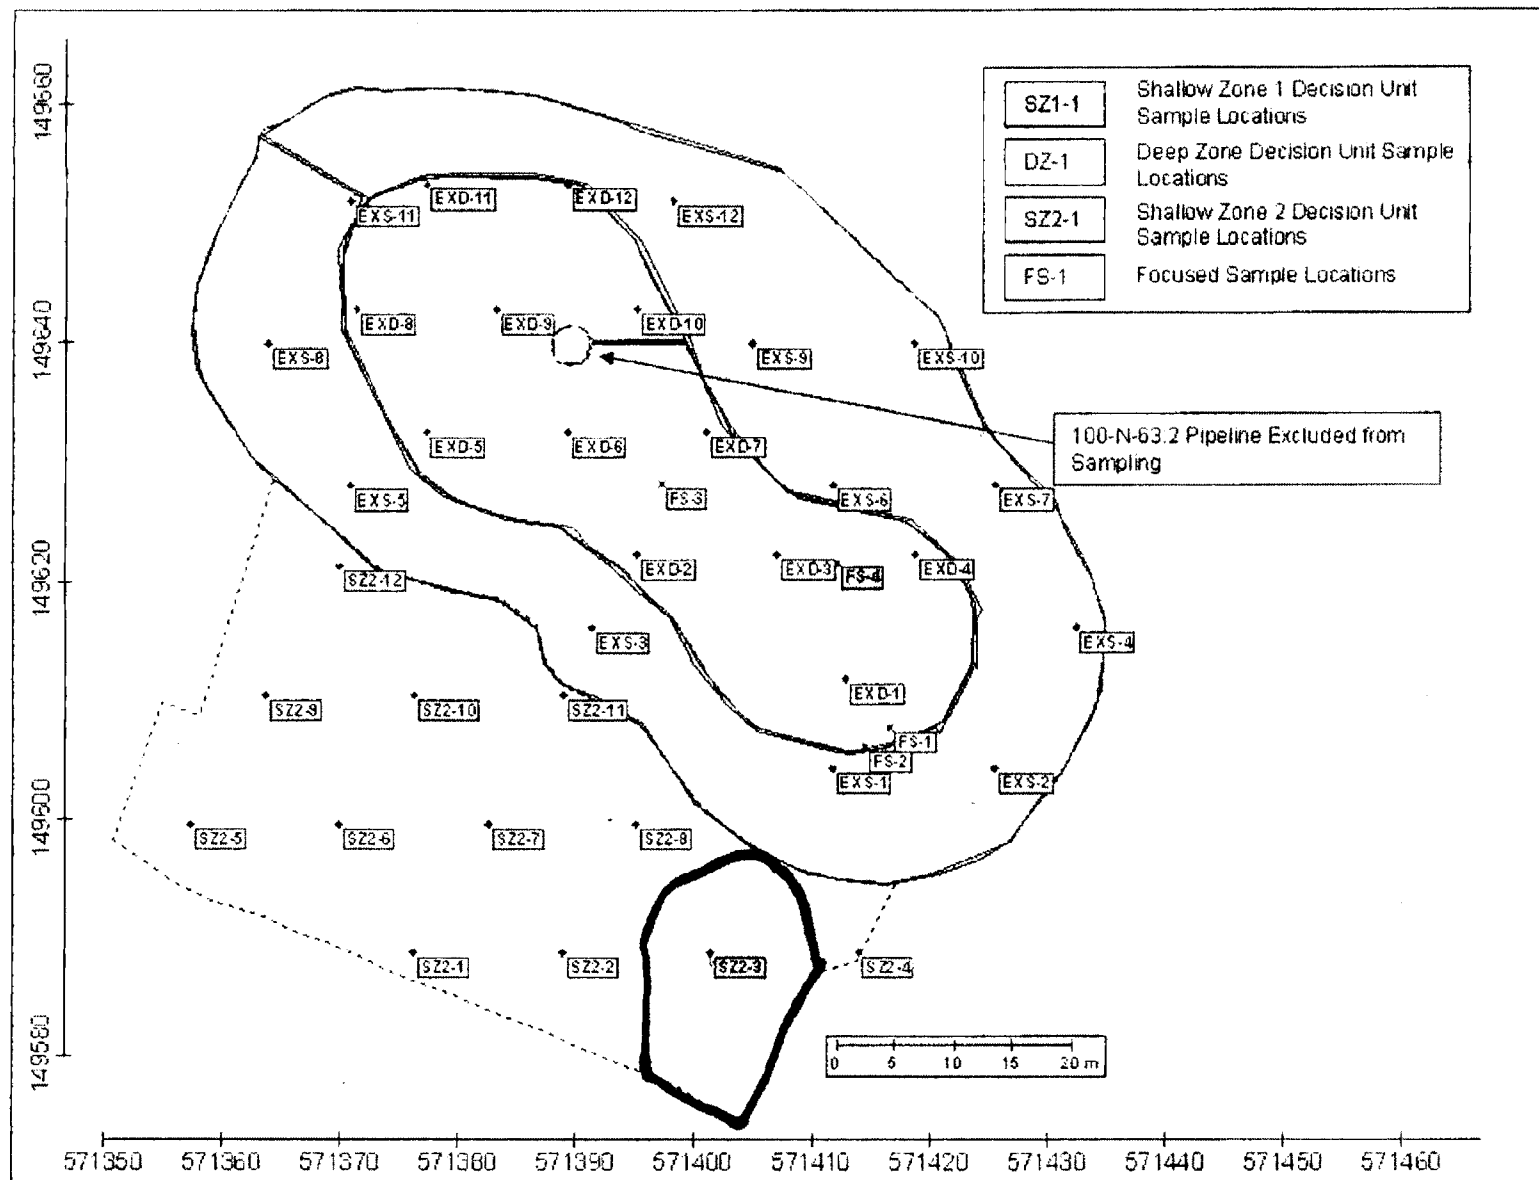 149660
149640
149620
149600
149580
SZ1-1
Shallow Zone 1 Decision Unit
Sample Locations
DZ-1
Deep Zone Decision Unit Sample
Locations
SZ2-1
Shallow Zone 2 Decision Unit
Sample Locations
FS-1
Focused Sample Locations
EXS-11
EXD-11
EXD-12
EXS-12
EXD-8
EXD-9
EXD-10
EXS-8
EXS-9
EXS-10
100-N-63:2 Pipeline Excluded from
Sampling
EXD-5
EXD-6
EXD-7
EXS-5
FS-3
EXS-6
EXS-7
SZ2-12
EXD-2
EXD-3
FS-4
EXD-4
EXS-3
EXS-4
EXD-1
SZ2-9
SZ2-10
SZ2-11
FS-1
FS-2
EXS-1
EXS-2
SZ2-5
SZ2-6
SZ2-7
SZ2-8
SZ2-1
SZ2-2
SZ2-3
SZ2-4
0 5 10 15 20 m
571350 571360 571370 571380 571390 571400 571410 571420 571430 571440 571450 571460